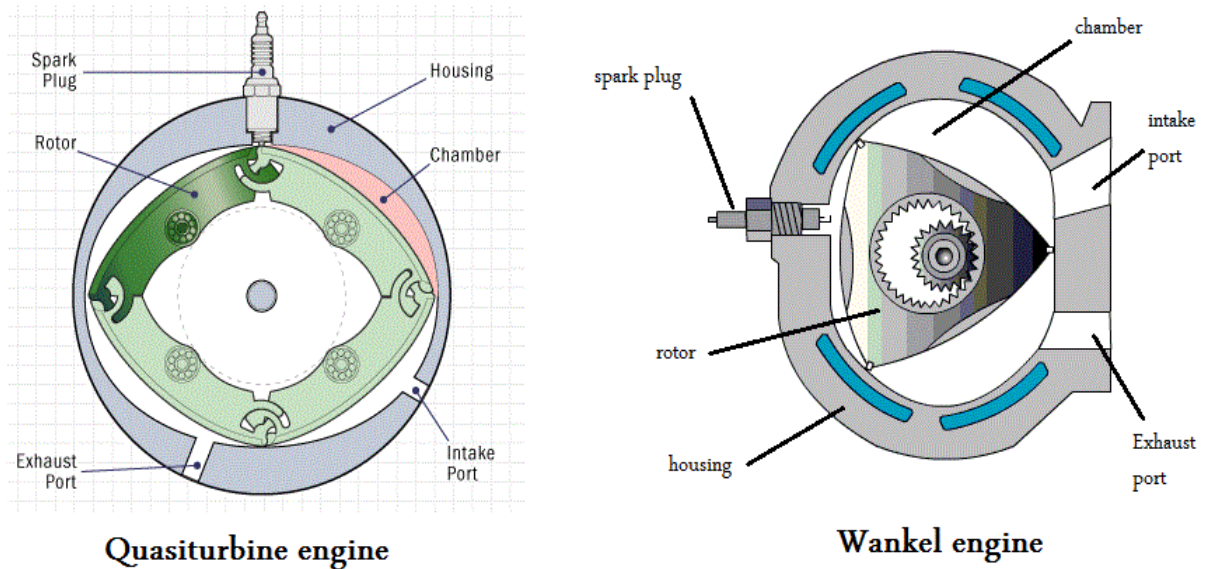 Spark
Plug
Housing
Rotor
Chamber
Exhaust
Port
Intake
Port
Quasiturbine engine
chamber
spark plug
intake
port
rotor
housing
Exhaust
port
Wankel engine